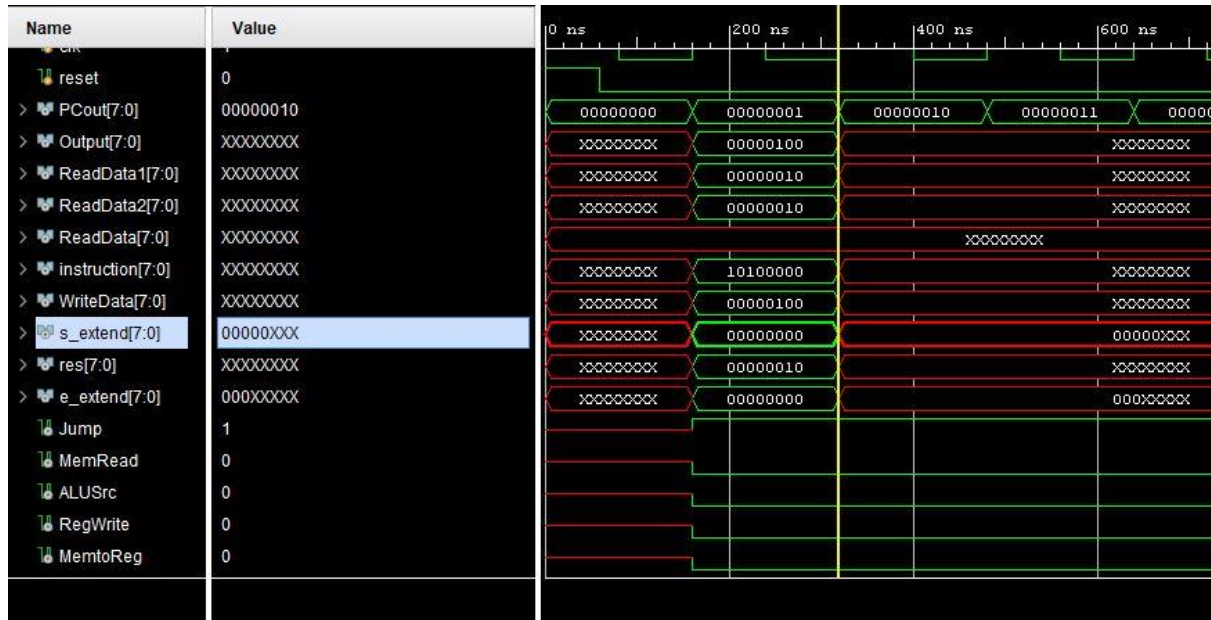 Name Value 0 ns 200 ns 400 ns 600 ns
reset 0
PCout[7:0] 00000010 00000000 00000001 00000010 00000011
Output[7:0] XXXXXXXX XXXXXXXX 00000100 XXXXXXXX
ReadData1[7:0] XXXXXXXX XXXXXXXX 00000010 XXXXXXXX
ReadData2[7:0] XXXXXXXX XXXXXXXX 00000010 XXXXXXXX
ReadData[7:0] XXXXXXXX XXXXXXXX
instruction[7:0] XXXXXXXX XXXXXXXX 10100000 XXXXXXXX
WriteData[7:0] XXXXXXXX XXXXXXXX 00000100 XXXXXXXX
s_extend[7:0] 00000XXX XXXXXXXX 00000000 00000XXX
res[7:0] XXXXXXXX XXXXXXXX 00000010 XXXXXXXX
e_extend[7:0] 000XXXXX XXXXXXXX 00000000 000XXXXX
Jump 1
MemRead 0
ALUSrc 0
RegWrite 0
MemtoReg 0